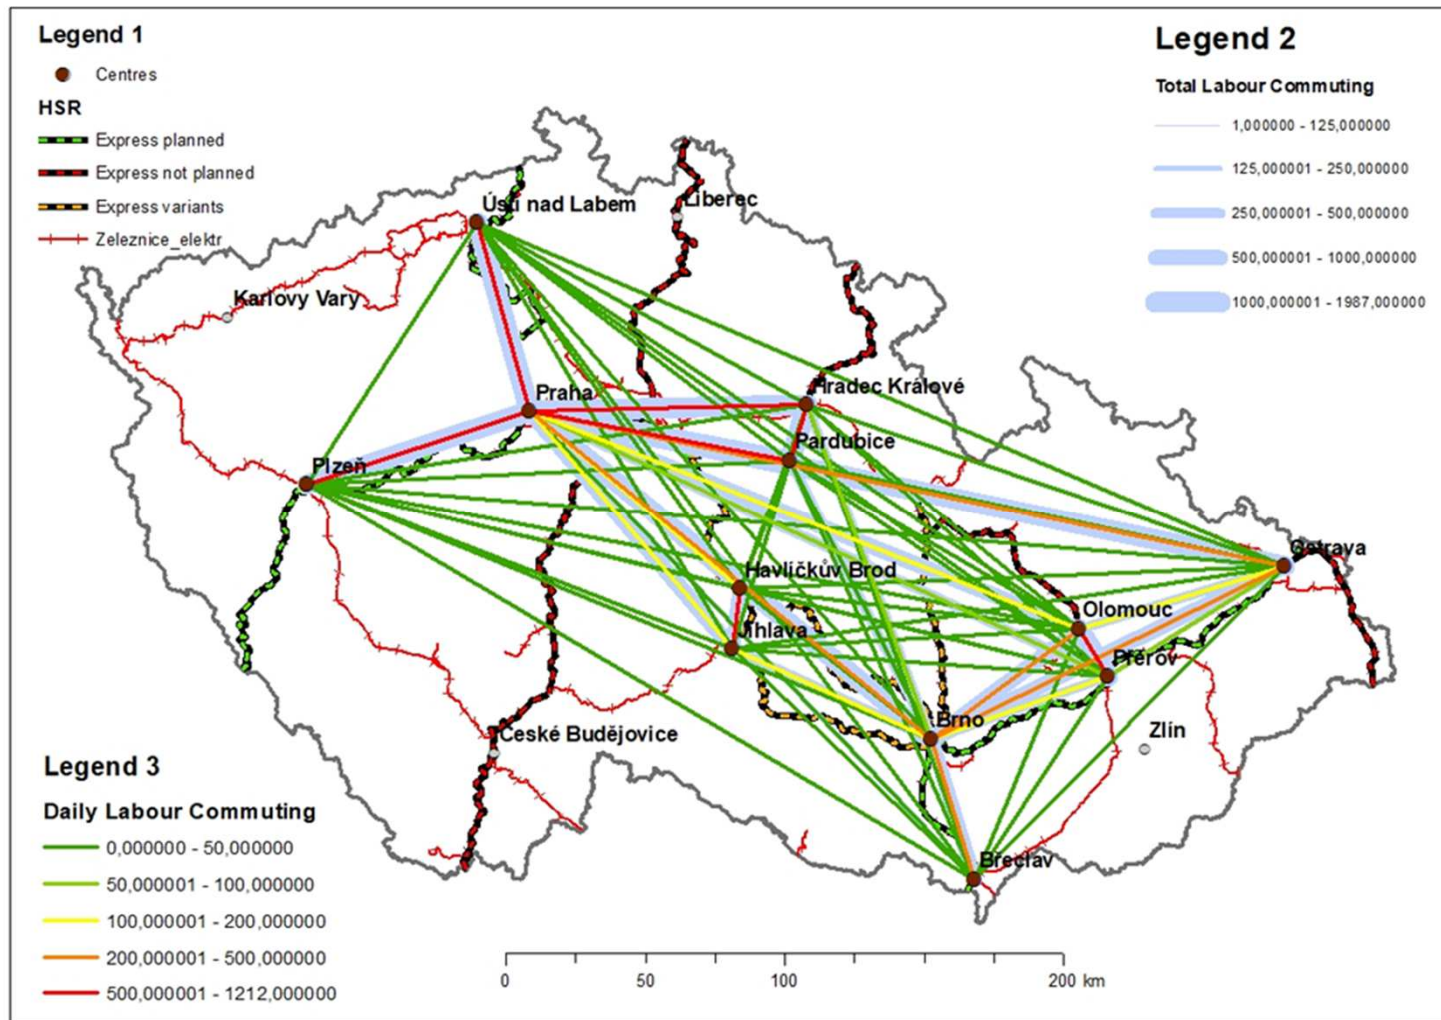 Legend 1
Centres
HSR
Express planned
Express not planned
Express variants
Zeleznice_elektr
Legend 2
Total Labour Commuting
1,000000 - 125,000000
125,000001 - 250,000000
250,000001 - 500,000000
500,000001 - 1000,000000
1000,000001 - 1987,000000
Ústí nad Labem
Liberec
Karlovy Vary
Praha
Hradec Králové
Pardubice
Plzeň
Ostrava
Havlíčkův Brod
Olomouc
Jihlava
Přerov
Brno
Zlín
České Budějovice
Břeclav
Legend 3
Daily Labour Commuting
0,000000 - 50,000000
50,000001 - 100,000000
100,000001 - 200,000000
200,000001 - 500,000000
500,000001 - 1212,000000
0 50 100 200 km